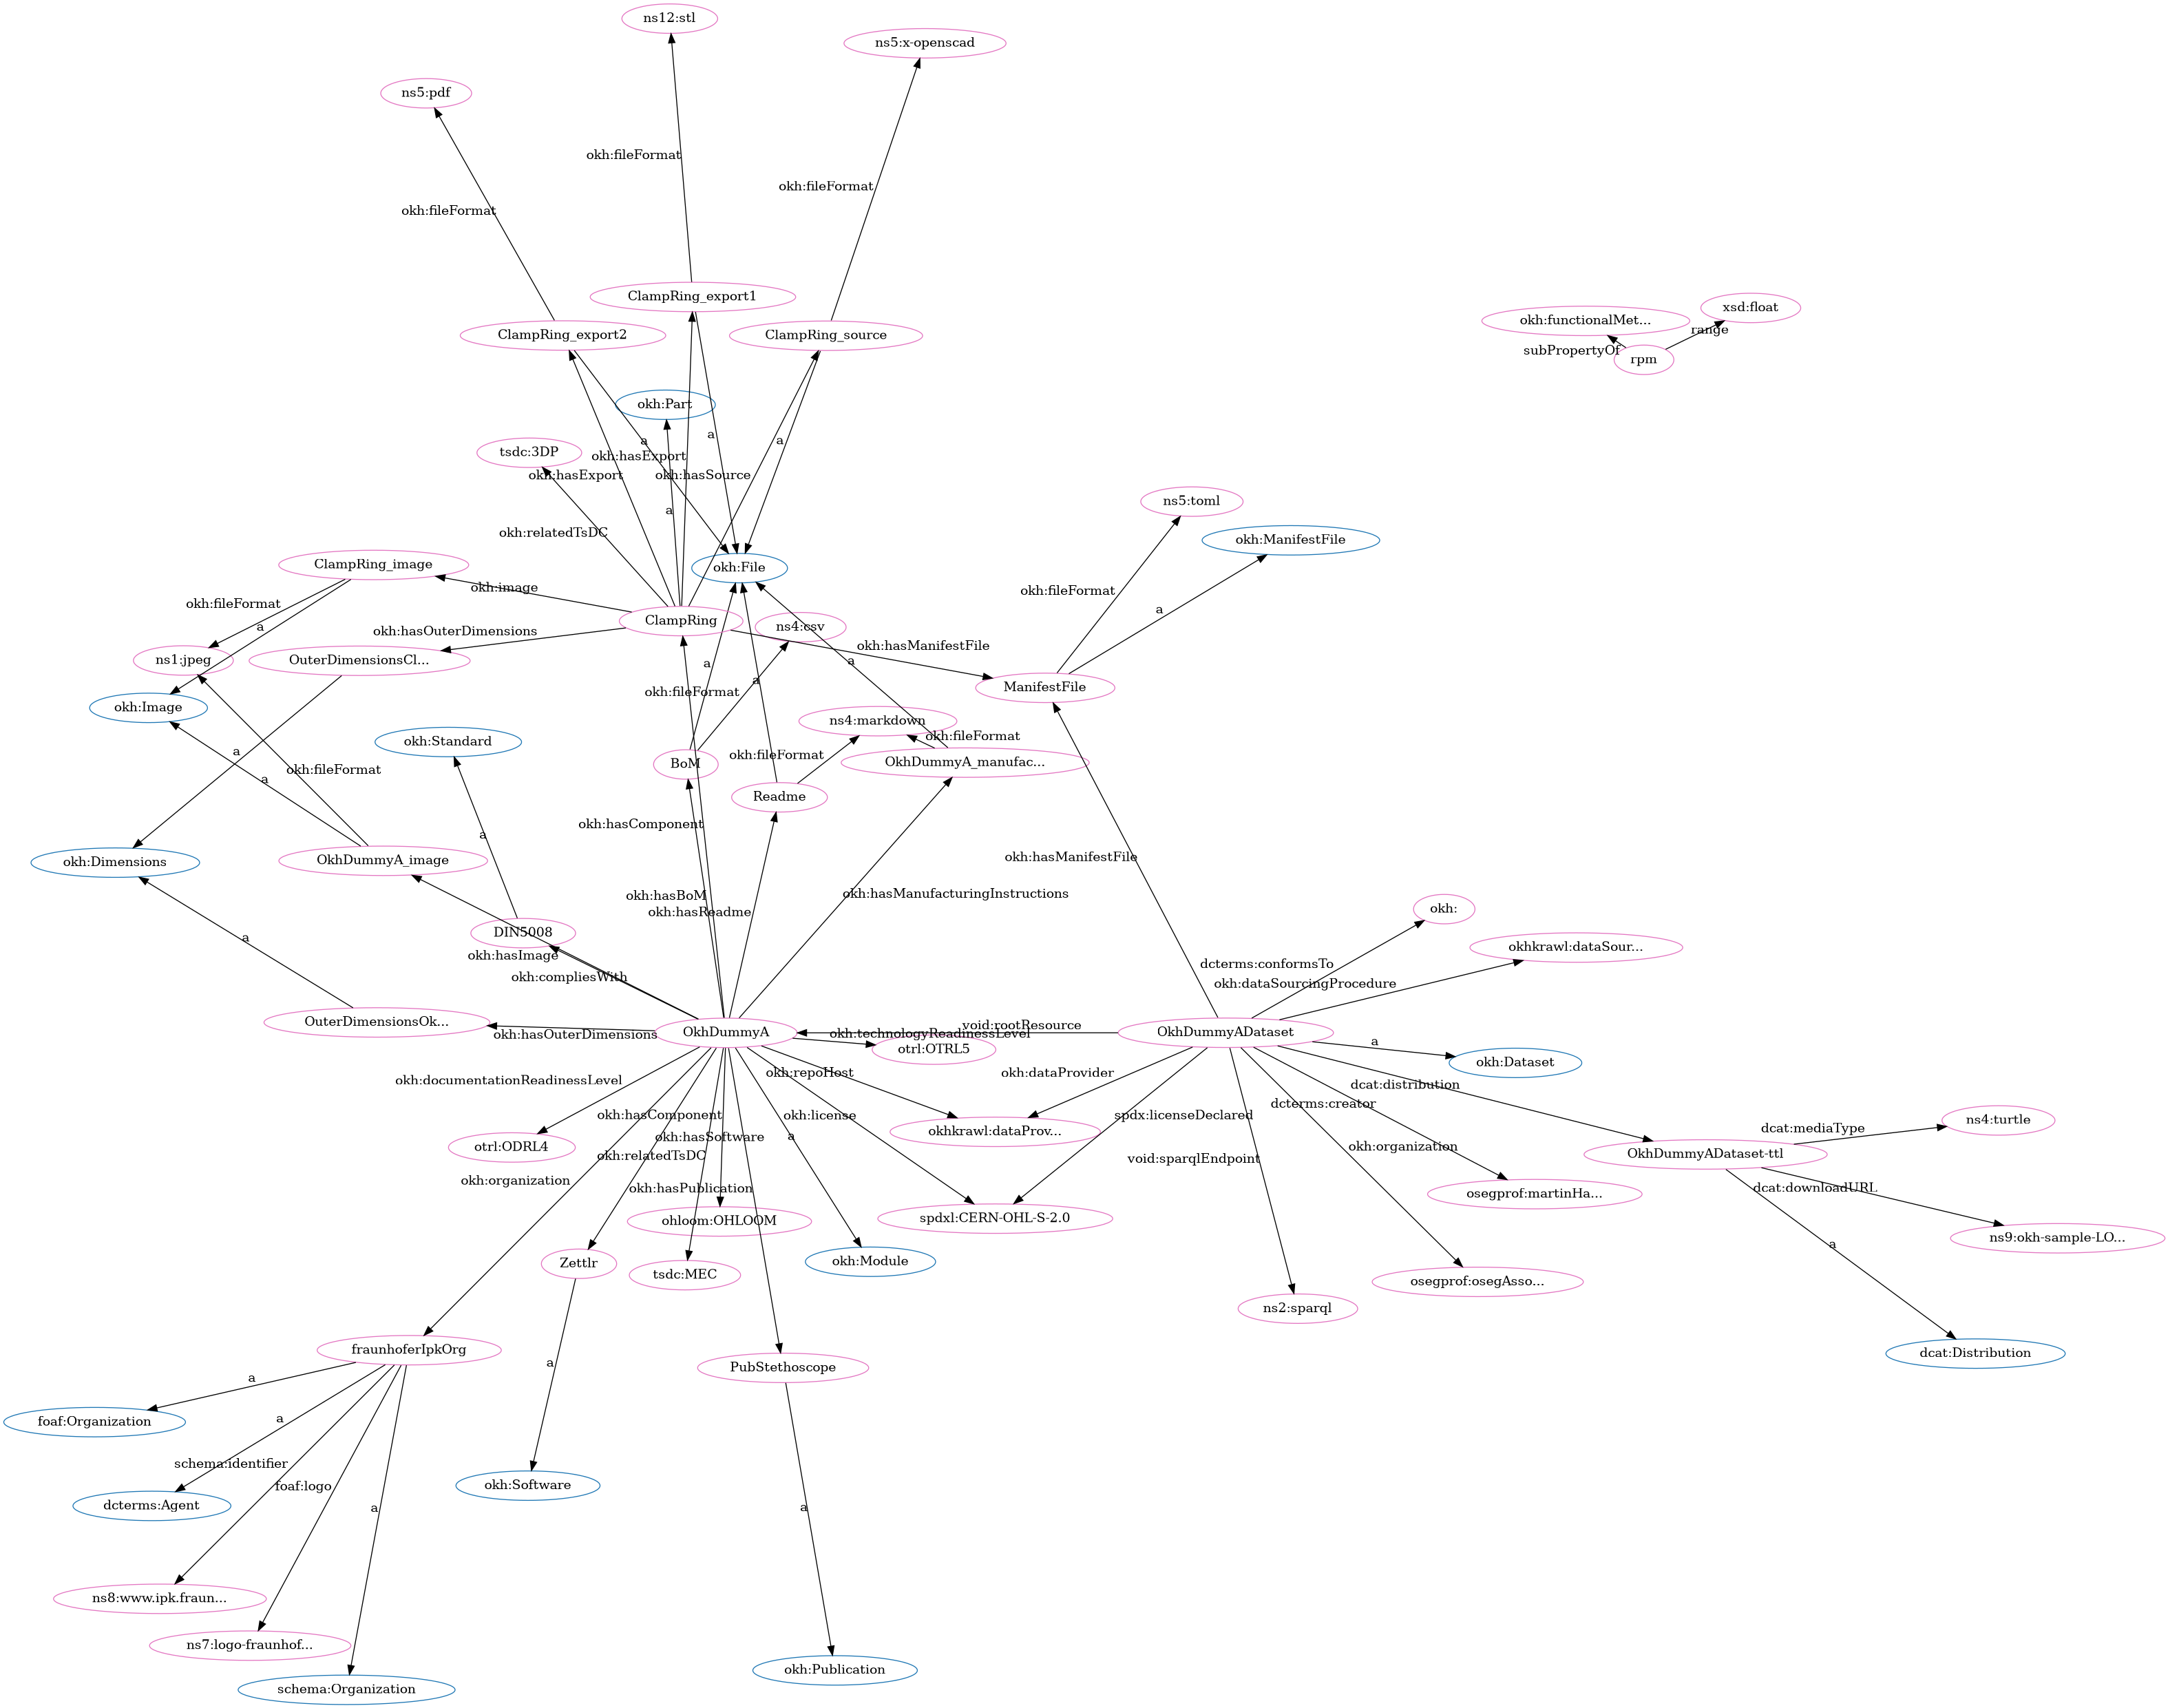 ns12:stl
ns5:x-openscad
ns5:pdf
okh:fileFormat
okh:fileFormat
okh:fileFormat
ClampRing_export1
xsd:float
okh:functionalMet...
range
ClampRing_export2
ClampRing_source
subPropertyOf
rpm
okh:Part
a
a
a
tsdc:3DP
okh:hasExport
okh:hasExport
okh:hasSource
ns5:toml
a
okh:relatedTsDC
okh:ManifestFile
ClampRing_image
okh:File
okh:image
okh:fileFormat
okh:fileFormat
a
a
ClampRing
ns4:csv
okh:hasOuterDimensions
okh:hasManifestFile
ns1:jpeg
OuterDimensionsCl...
a
a
a
ManifestFile
okh:fileFormat
okh:Image
ns4:markdown
okh:fileFormat
okh:Standard
a
okh:fileFormat
BoM
OkhDummyA_manufac...
okh:fileFormat
a
Readme
okh:hasComponent
a
okh:Dimensions
OkhDummyA_image
okh:hasManifestFile
okh:hasBoM
okh:hasManufacturingInstructions
okh:hasReadme
okh:
DIN5008
a
okhkrawl:dataSour...
okh:hasImage
okh:compliesWith
dcterms:conformsTo
okh:dataSourcingProcedure
OuterDimensionsOk...
okh:hasOuterDimensions
OkhDummyA
void:rootResource
okh:technologyReadinessLevel
OkhDummyADataset
otrl:OTRL5
a
okh:Dataset
okh:documentationReadinessLevel
okh:repoHost
okh:dataProvider
dcat:distribution
dcterms:creator
okh:hasComponent
okh:license
spdx:licenseDeclared
ns4:turtle
dcat:mediaType
okhkrawl:dataProv...
okh:hasSoftware
a
otrl:ODRL4
okh:organization
okh:relatedTsDC
void:sparqlEndpoint
OkhDummyADataset-ttl
okh:organization
okh:hasPublication
dcat:downloadURL
osegprof:martinHa...
ohloom:OHLOOM
spdxl:CERN-OHL-S-2.0
ns9:okh-sample-LO...
a
Zettlr
okh:Module
tsdc:MEC
osegprof:osegAsso...
ns2:sparql
fraunhoferIpkOrg
dcat:Distribution
a
PubStethoscope
a
foaf:Organization
a
schema:identifier
foaf:logo
okh:Software
dcterms:Agent
a
a
ns8:www.ipk.fraun...
ns7:logo-fraunhof...
okh:Publication
schema:Organization